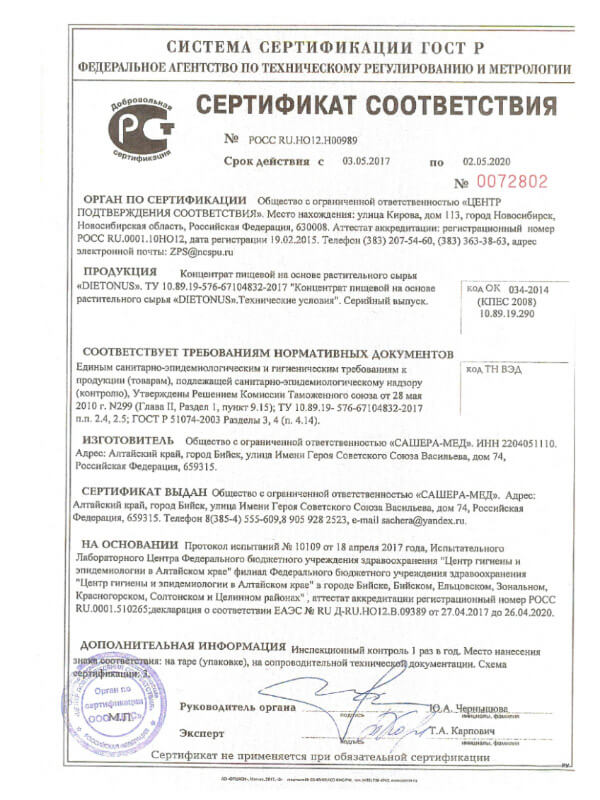 СИСТЕМА СЕРТИФИКАЦИИ ГОСТ Р
ФЕДЕРАЛЬНОЕ АГЕНТСТВО ПО ТЕХНИЧЕСКОМУ РЕГУЛИРОВАНИЮ И МЕТРОЛОГИИ
Добровольная
РСТ
сертификация
СЕРТИФИКАТ СООТВЕТСТВИЯ
№ РОСС RU.НО12.Н00989
Срок действия с 03.05.2017 по 02.05.2020
№ 0072802
ОРГАН ПО СЕРТИФИКАЦИИ Общество с ограниченной ответственностью «ЦЕНТР
ПОДТВЕРЖДЕНИЯ СООТВЕТСТВИЯ». Место нахождения: улица Кирова, дом 113, город Новосибирск,
Новосибирская область, Российская Федерация, 630008. Аттестат аккредитации: регистрационный номер
РОСС RU.0001.10НО12, дата регистрации 19.02.2015. Телефон (383) 207-54-60, (383) 363-38-63, адрес
электронной почты: ZPS@ncspu.ru
ПРОДУКЦИЯ Концентрат пищевой на основе растительного сырья
«DIETONUS». ТУ 10.89.19-576-67104832-2017 "Концентрат пищевой на основе
растительного сырья «DIETONUS».Технические условия". Серийный выпуск.
код ОК 034-2014
(КПЕС 2008)
10.89.19.290
СООТВЕТСТВУЕТ ТРЕБОВАНИЯМ НОРМАТИВНЫХ ДОКУМЕНТОВ
Единым санитарно-эпидемиологическим и гигиеническим требованиям к
продукции (товарам), подлежащей санитарно-эпидемиологическому надзору
(контролю), Утверждены Решением Комиссии Таможенного союза от 28 мая
2010 г. N299 (Глава II, Раздел 1, пункт 9.15); ТУ 10.89.19- 576-67104832-2017
п.п. 2.4, 2.5; ГОСТ Р 51074-2003 Разделы 3, 4 (п. 4.14).
код ТН ВЭД
ИЗГОТОВИТЕЛЬ Общество с ограниченной ответственностью «САШЕРА-МЕД». ИНН 2204051110.
Адрес: Алтайский край, город Бийск, улица Имени Героя Советского Союза Васильева, дом 74,
Российская Федерация, 659315.
СЕРТИФИКАТ ВЫДАН Общество с ограниченной ответственностью «САШЕРА-МЕД». Адрес:
Алтайский край, город Бийск, улица Имени Героя Советского Союза Васильева, дом 74, Российская
Федерация, 659315. Телефон 8(385-4) 555-609,8 905 928 2523, e-mail sachera@yandex.ru.
НА ОСНОВАНИИ Протокол испытаний № 10109 от 18 апреля 2017 года, Испытательного
Лабораторного Центра Федерального бюджетного учреждения здравоохранения "Центр гигиены и
эпидемиологии в Алтайском крае" филиал Федерального бюджетного учреждения здравоохранения
"Центр гигиены и эпидемиологии в Алтайском крае" в городе Бийске, Бийском, Ельцовском, Зональном,
Красногорском, Солтонском и Целинном районах" , аттестат аккредитации регистрационный номер РОСС
RU.0001.510265;декларация о соответствии ЕАЭС № RU Д-RU.НО12.В.09389 от 27.04.2017 до 26.04.2020.
ДОПОЛНИТЕЛЬНАЯ ИНФОРМАЦИЯ Инспекционный контроль 1 раз в год. Место нанесения
знака соответствия: на таре (упаковке), на сопроводительной технической документации. Схема
сертификации: 3.
Орган по
сертификации
ООО
М.П.
РОССИЙСКАЯ ФЕДЕРАЦИЯ
Руководитель органа
подпись
Ю.А. Чернышова
инициалы, фамилия
Эксперт
подпись
Т.А. Карпович
инициалы, фамилия
Сертификат не применяется при обязательной сертификации